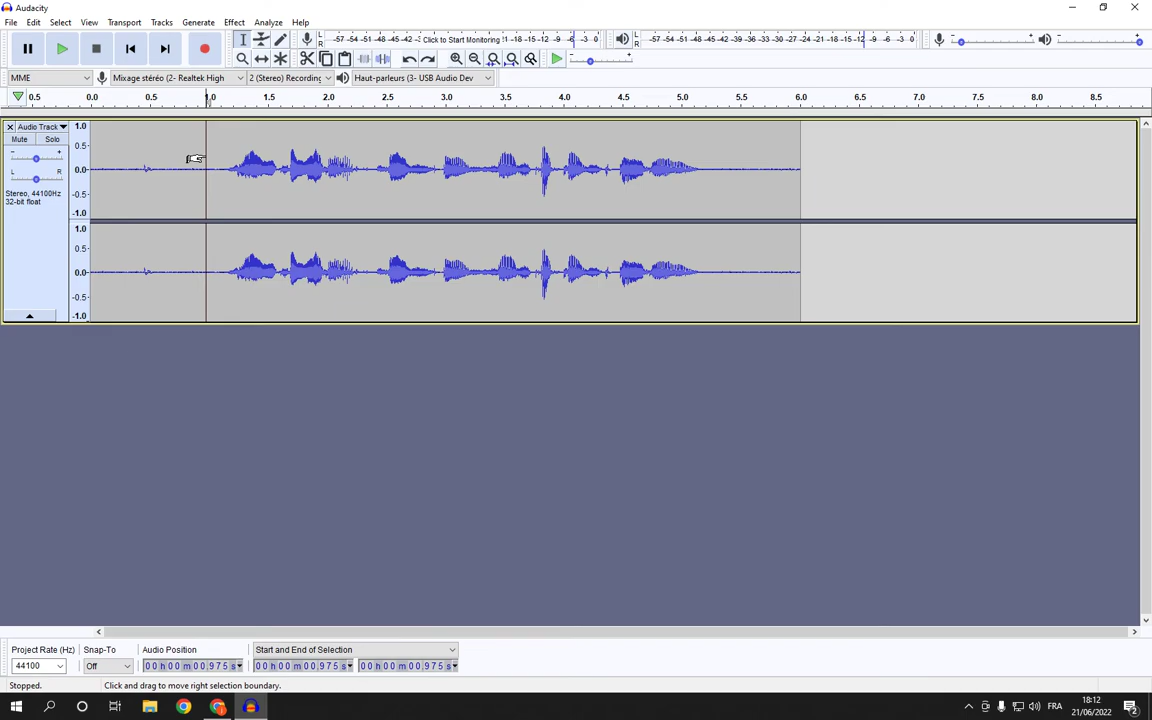 Audacity
File Edit Select View Transport Tracks Generate Effect Analyze Help
L R -57 -54 -51 -48 -45 -42 -3 Click to Start Monitoring -18 -15 -12 -9 -6 -3 0
L R -57 -54 -51 -48 -45 -42 -39 -36 -33 -30 -27 -24 -21 -18 -15 -12 -9 -6 -3 0
MME Mixage stéréo (2- Realtek High 2 (Stereo) Recording Haut-parleurs (3- USB Audio Dev
0.5 0.0 0.5 1.0 1.5 2.0 2.5 3.0 3.5 4.0 4.5 5.0 5.5 6.0 6.5 7.0 7.5 8.0 8.5
Audio Track 1.0
Mute Solo
- + 0.5
L R 0.0
Stereo, 44100Hz -0.5
32-bit float
-1.0
1.0
0.5
0.0
-0.5
-1.0
Project Rate (Hz) Snap-To Audio Position Start and End of Selection
44100 Off 00 h 00 m 00.975 s 00 h 00 m 00.975 s 00 h 00 m 00.975 s
Stopped. Click and drag to move right selection boundary.
18:12
FRA
21/06/2022
2